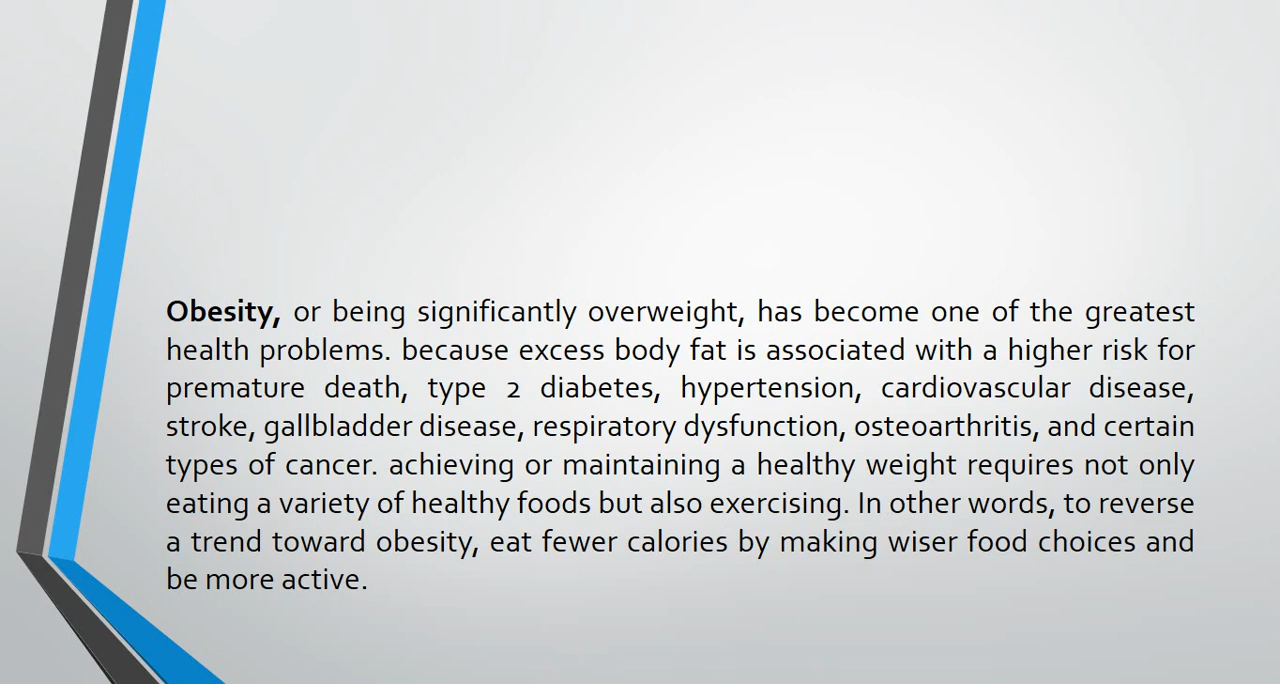 Obesity, or being significantly overweight, has become one of the greatest
health problems. because excess body fat is associated with a higher risk for
premature death, type 2 diabetes, hypertension, cardiovascular disease,
stroke, gallbladder disease, respiratory dysfunction, osteoarthritis, and certain
types of cancer. achieving or maintaining a healthy weight requires not only
eating a variety of healthy foods but also exercising. In other words, to reverse
a trend toward obesity, eat fewer calories by making wiser food choices and
be more active.